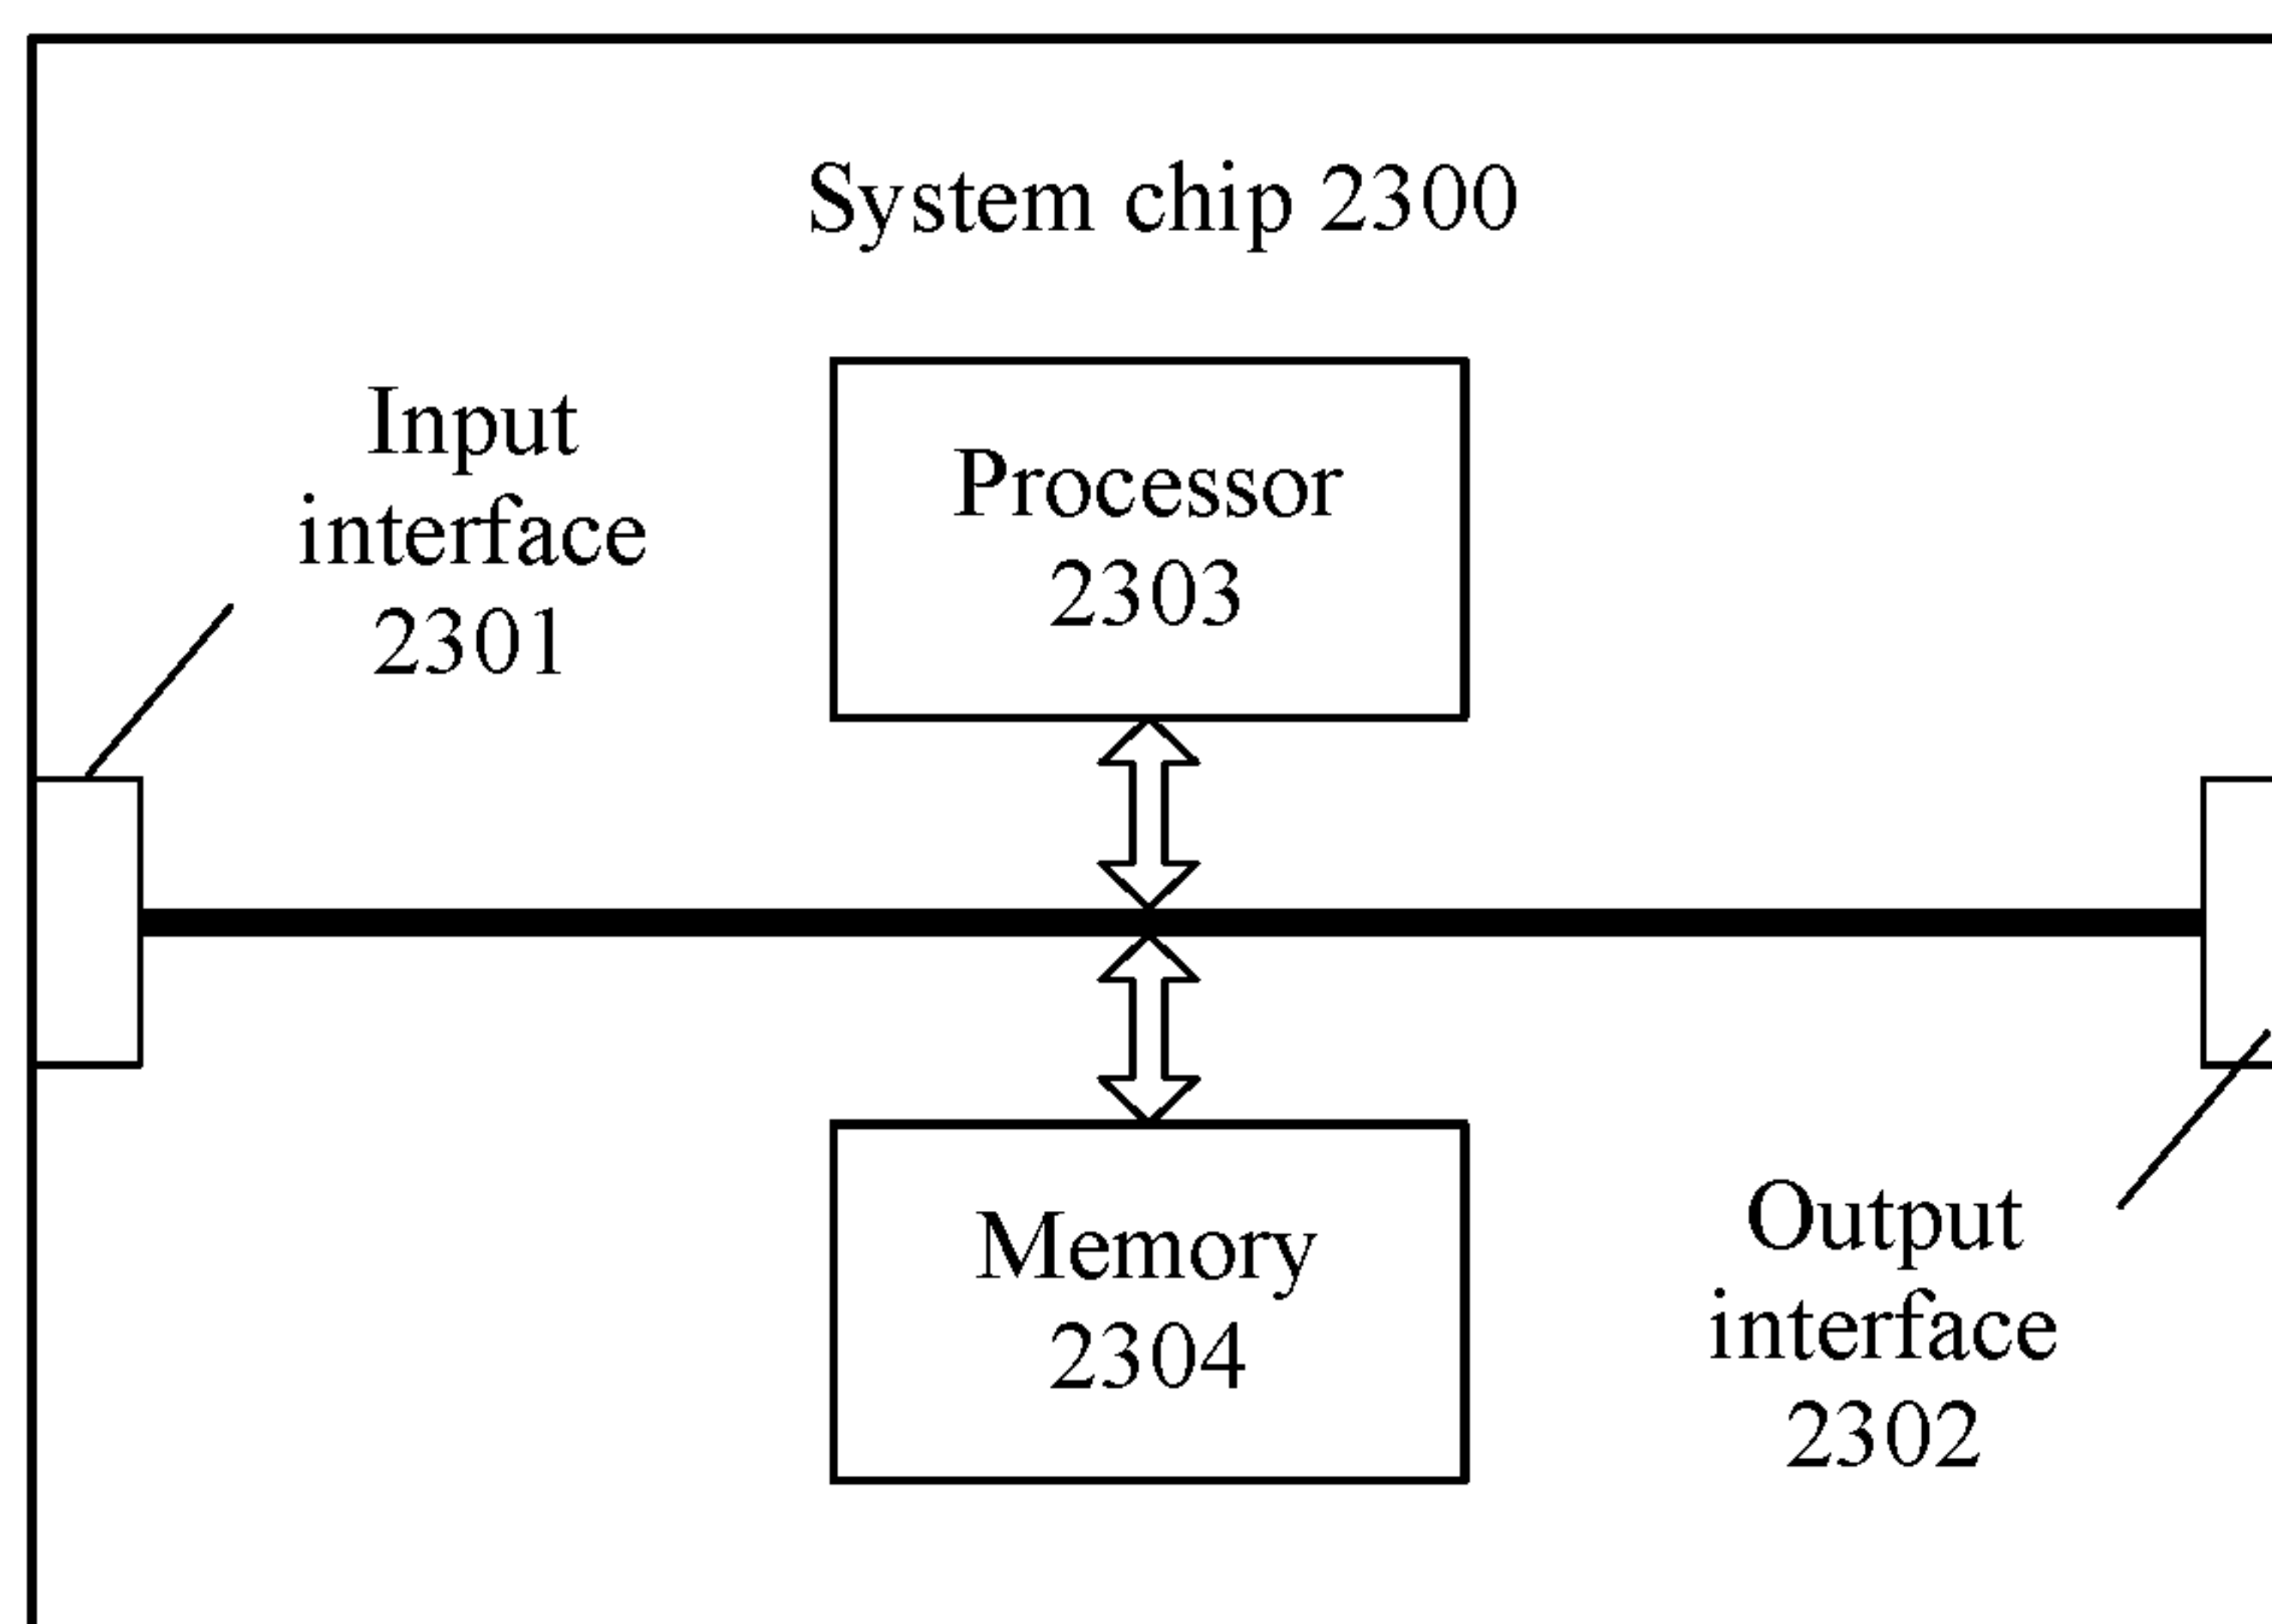 System chip 2300
Input
interface
2301
Processor
2303
Memory
2304
Output
interface
2302